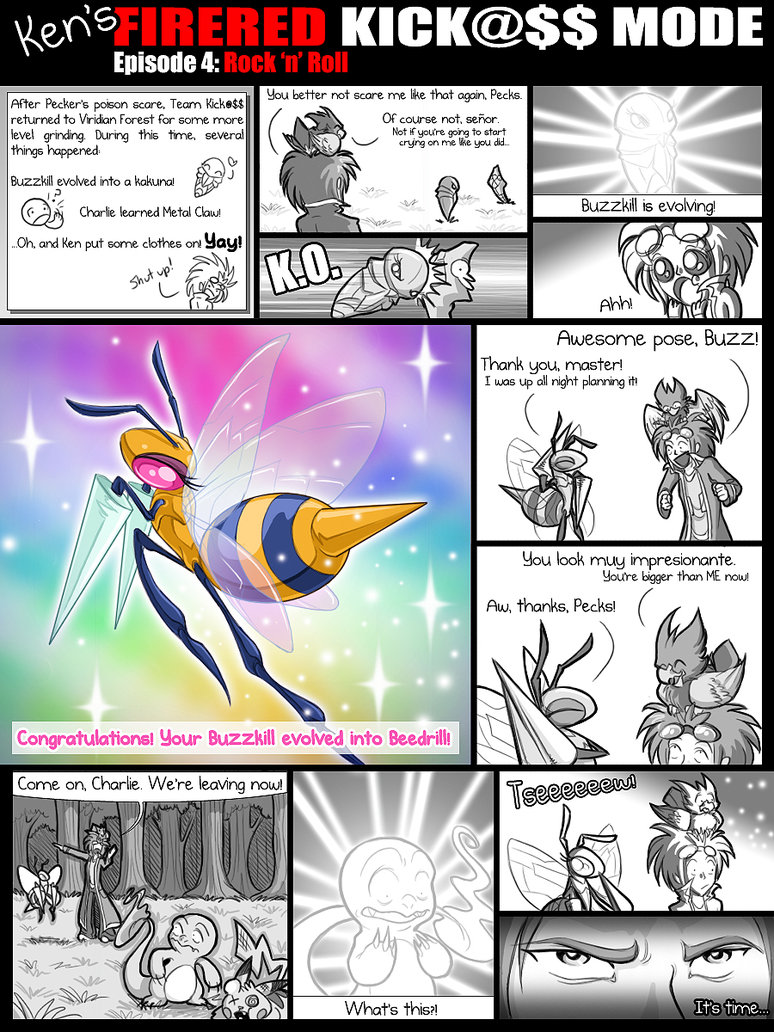 Ken's FIRERED KICK@$$ MODE
Episode 4: Rock 'n' Roll
After Pecker's poison scare, Team Kick@$$
returned to Viridian Forest for some more
level grinding. During this time, several
things happened:
Buzzkill evolved into a kakuna!
Charlie learned Metal Claw!
...Oh, and Ken put some clothes on! Yay!
Shut up!
You better not scare me like that again, Pecks.
Of course not, señor.
Not if you're going to start
crying on me like you did...
K.O.
Buzzkill is evolving!
Ahh!
Congratulations! Your Buzzkill evolved into Beedrill!
Awesome pose, Buzz!
Thank you, master!
I was up all night planning it!
You look muy impresionante.
You're bigger than ME now!
Aw, thanks, Pecks!
Come on, Charlie. We're leaving now!
What's this?!
Tseeeeeew!
It's time...